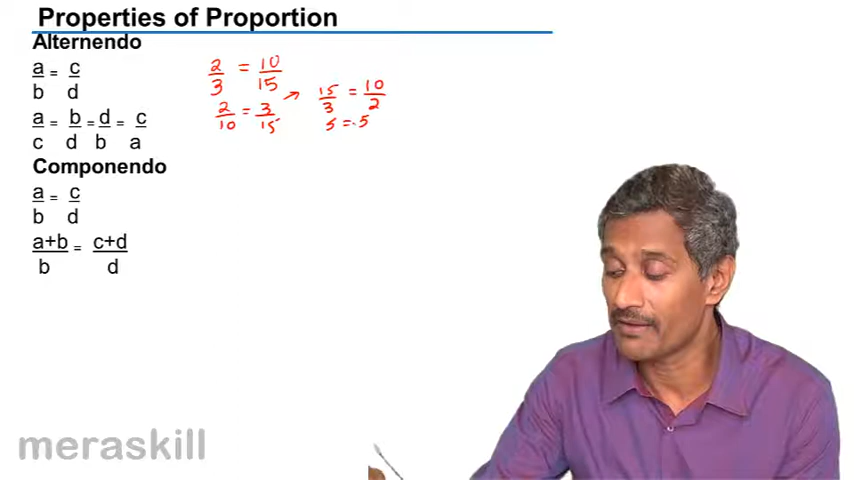 Properties of Proportion
Alternendo
a = c
b d
a = b = d = c
c d b a
Componendo
a = c
b d
a+b = c+d
b d
2/3 = 10/15
2/10 = 3/15 → 15/3 = 10/2
5 = 5
meraskill